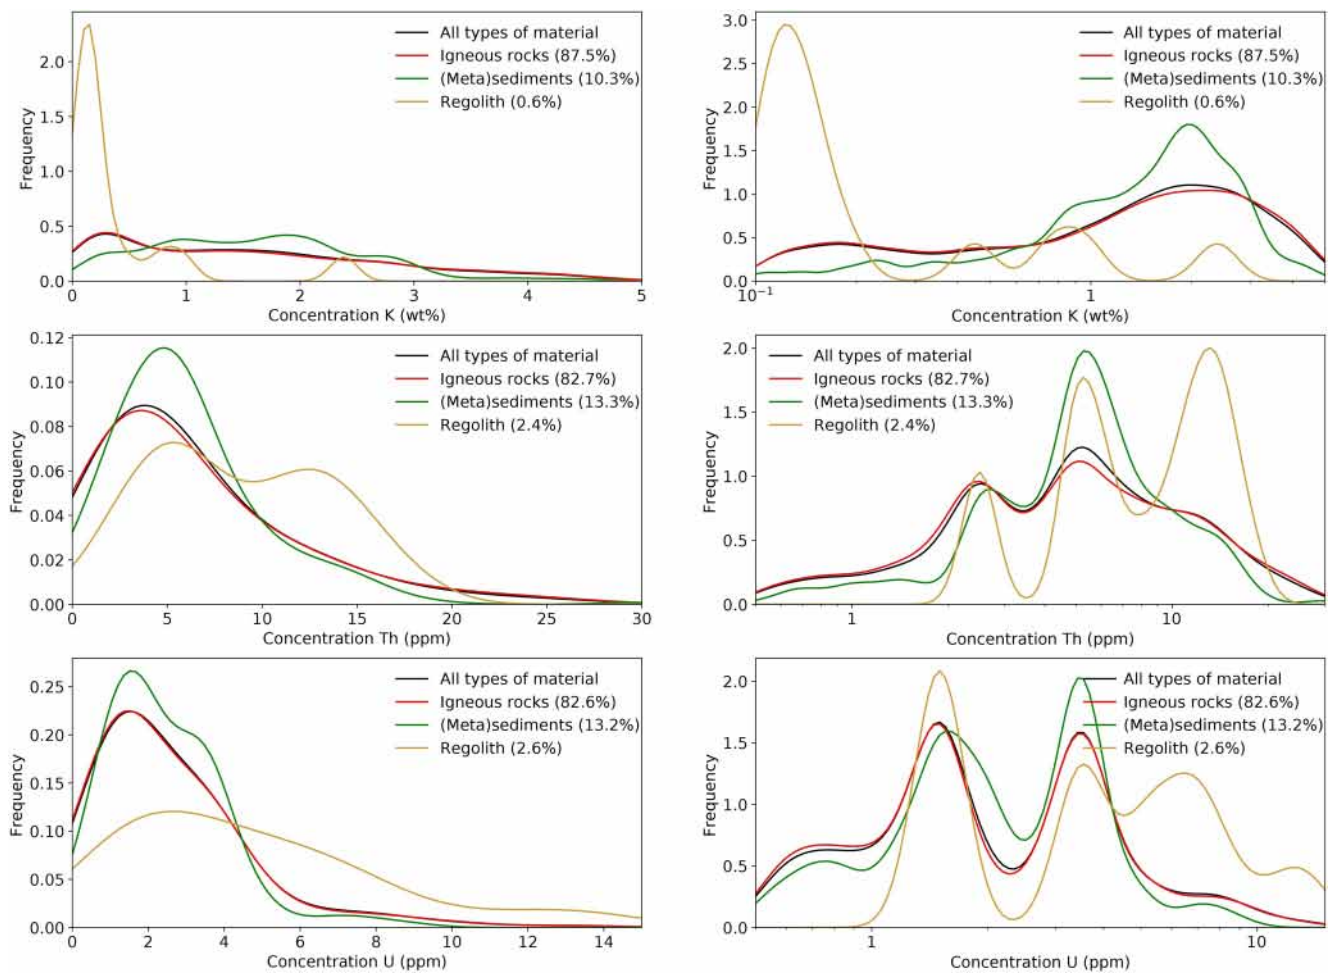 All types of material
Igneous rocks (87.5%)
(Meta)sediments (10.3%)
Regolith (0.6%)
Frequency
2.0
1.5
1.0
0.5
0.0
0 1 2 3 4 5
Concentration K (wt%)
All types of material
Igneous rocks (87.5%)
(Meta)sediments (10.3%)
Regolith (0.6%)
Frequency
3.0
2.5
2.0
1.5
1.0
0.5
0.0
10⁻¹ 1
Concentration K (wt%)
All types of material
Igneous rocks (82.7%)
(Meta)sediments (13.3%)
Regolith (2.4%)
Frequency
0.12
0.10
0.08
0.06
0.04
0.02
0.00
0 5 10 15 20 25 30
Concentration Th (ppm)
All types of material
Igneous rocks (82.7%)
(Meta)sediments (13.3%)
Regolith (2.4%)
Frequency
2.0
1.5
1.0
0.5
0.0
1 10
Concentration Th (ppm)
All types of material
Igneous rocks (82.6%)
(Meta)sediments (13.2%)
Regolith (2.6%)
Frequency
0.25
0.20
0.15
0.10
0.05
0.00
0 2 4 6 8 10 12 14
Concentration U (ppm)
All types of material
Igneous rocks (82.6%)
(Meta)sediments (13.2%)
Regolith (2.6%)
Frequency
2.0
1.5
1.0
0.5
0.0
1 10
Concentration U (ppm)